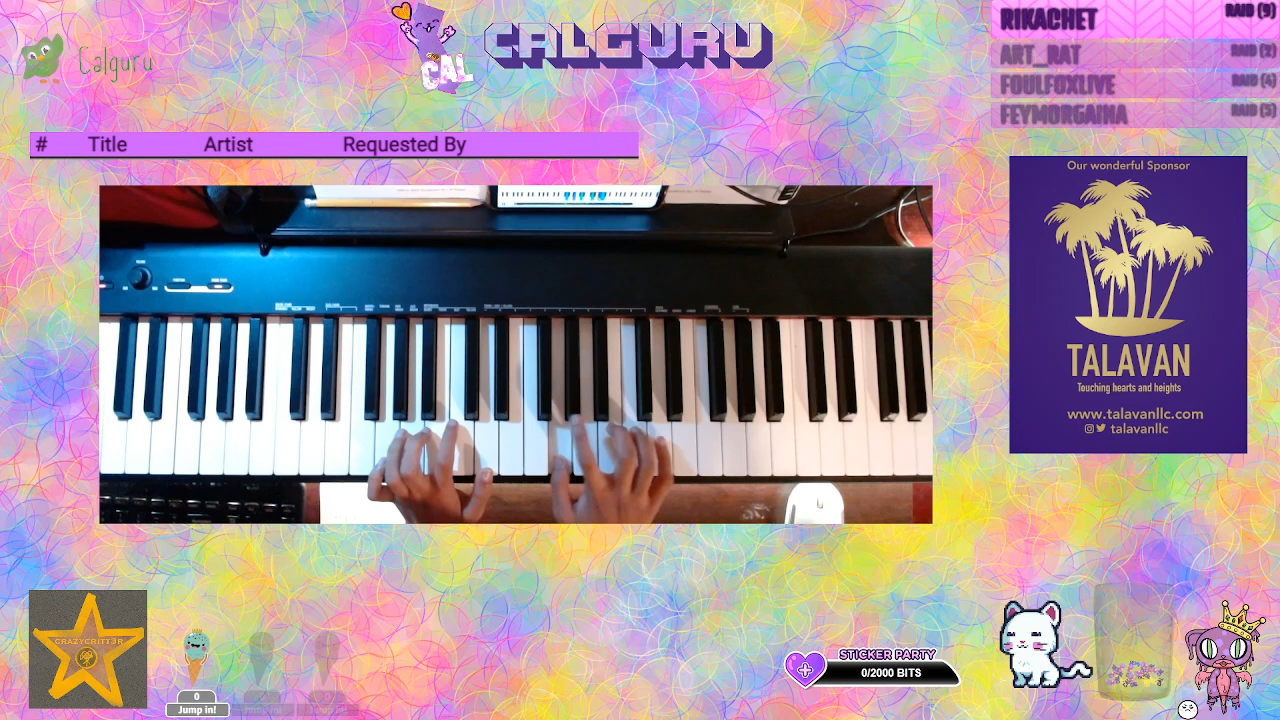 Calguru
CAL
CALGURU
RIKACHET RAID (9)
ART_RAT RAID (2)
FOULFOXLIVE RAID (4)
FEYMORGAINA
# Title Artist Requested By
Our wonderful Sponsor
TALAVAN
Touching hearts and heights
www.talavanllc.com
talavanllc
CRAZYCRITT3R
0
Jump in!
STICKER PARTY
0/2000 BITS